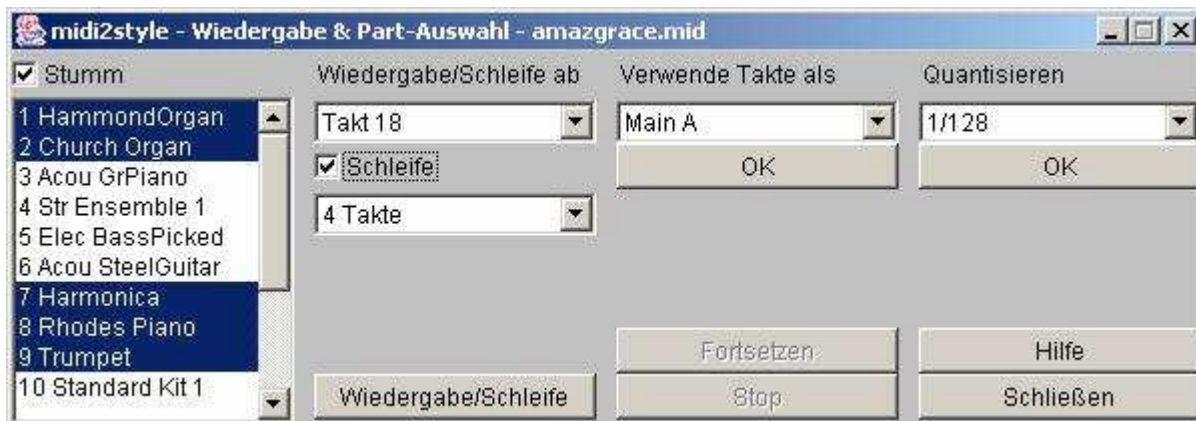 midi2style - Wiedergabe & Part-Auswahl - amazgrace.mid
Stumm
Wiedergabe/Schleife ab
Verwende Takte als
Quantisieren
1 HammondOrgan
2 Church Organ
3 Acou GrPiano
4 Str Ensemble 1
5 Elec BassPicked
6 Acou SteelGuitar
7 Harmonica
8 Rhodes Piano
9 Trumpet
10 Standard Kit 1
Takt 18
Schleife
4 Takte
Wiedergabe/Schleife
Main A
OK
Fortsetzen
Stop
1/128
OK
Hilfe
Schließen